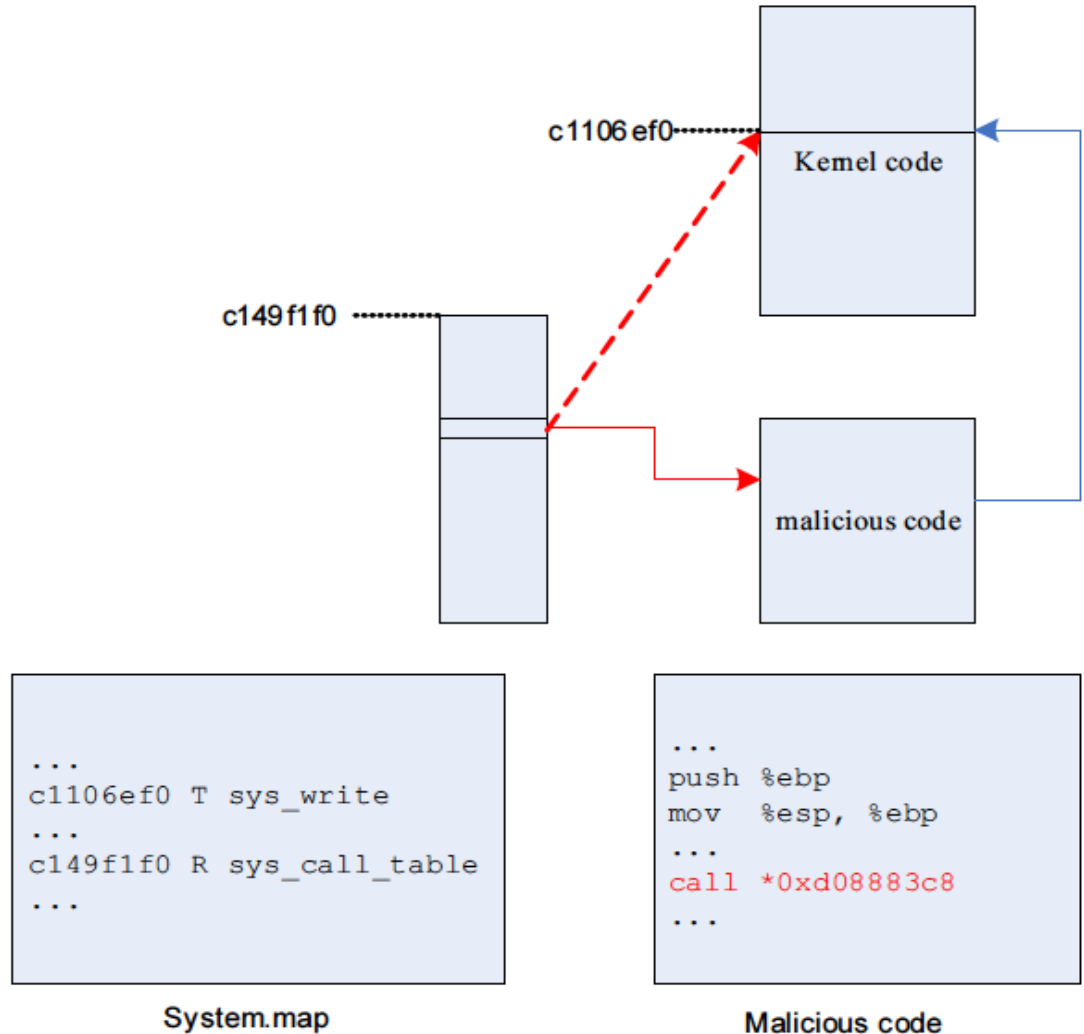 c1106ef0
Kernel code
c149f1f0
malicious code
...
c1106ef0 T sys_write
...
c149f1f0 R sys_call_table
...
System.map
...
push %ebp
mov %esp, %ebp
...
call *0xd08883c8
...
Malicious code